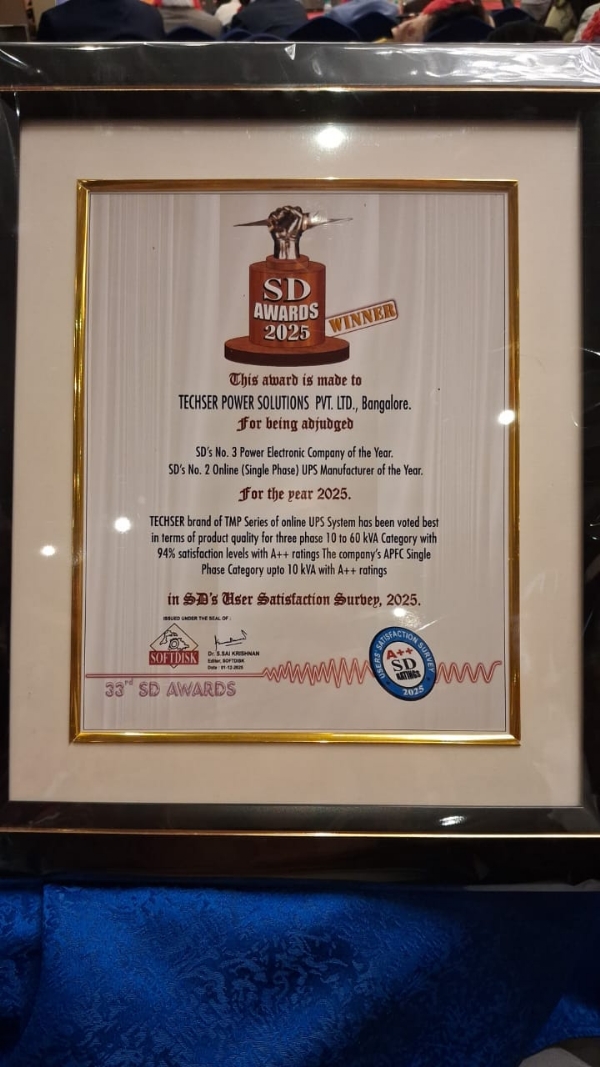 SD
AWARDS
2025
WINNER
This award is made to
TECHSER POWER SOLUTIONS PVT. LTD., Bangalore.
For being adjudged
SD's No. 3 Power Electronic Company of the Year.
SD's No. 2 Online (Single Phase) UPS Manufacturer of the Year.
For the year 2025.
TECHSER brand of TMP Series of online UPS System has been voted best
in terms of product quality for three phase 10 to 60 kVA Category with
94% satisfaction levels with A++ ratings The company's APFC Single
Phase Category upto 10 kVA with A++ ratings
in SD's User Satisfaction Survey, 2025.
ISSUED UNDER THE SEAL OF :
SOFTDISK
Dr. S.SAI KRISHNAN
Editor, SOFTDISK
Date : 01-12-2025
33rd SD AWARDS
USERS SATISFACTION SURVEY
A++
SD
RATINGS
2025